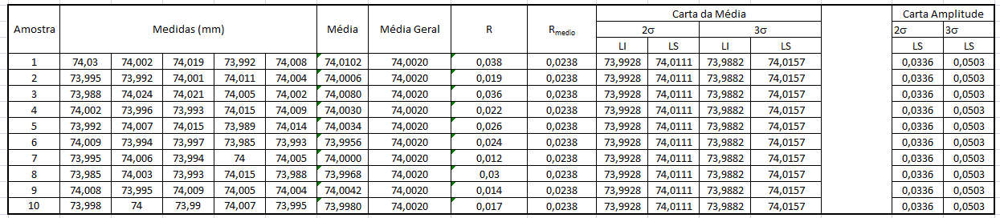 Carta da Média Carta Amplitude
Amostra Medidas (mm) Média Média Geral R Rmedio 2σ 3σ 2σ 3σ
LI LS LI LS LS LS
1 74,03 74,002 74,019 73,992 74,008 74,0102 74,0020 0,038 0,0238 73,9928 74,0111 73,9882 74,0157 0,0336 0,0503
2 73,995 73,992 74,001 74,011 74,004 74,0006 74,0020 0,019 0,0238 73,9928 74,0111 73,9882 74,0157 0,0336 0,0503
3 73,988 74,024 74,021 74,005 74,002 74,0080 74,0020 0,036 0,0238 73,9928 74,0111 73,9882 74,0157 0,0336 0,0503
4 74,002 73,996 73,993 74,015 74,009 74,0030 74,0020 0,022 0,0238 73,9928 74,0111 73,9882 74,0157 0,0336 0,0503
5 73,992 74,007 74,015 73,989 74,014 74,0034 74,0020 0,026 0,0238 73,9928 74,0111 73,9882 74,0157 0,0336 0,0503
6 74,009 73,994 73,997 73,985 73,993 73,9956 74,0020 0,024 0,0238 73,9928 74,0111 73,9882 74,0157 0,0336 0,0503
7 73,995 74,006 73,994 74 74,005 74,0000 74,0020 0,012 0,0238 73,9928 74,0111 73,9882 74,0157 0,0336 0,0503
8 73,985 74,003 73,993 74,015 73,988 73,9968 74,0020 0,03 0,0238 73,9928 74,0111 73,9882 74,0157 0,0336 0,0503
9 74,008 73,995 74,009 74,005 74,004 74,0042 74,0020 0,014 0,0238 73,9928 74,0111 73,9882 74,0157 0,0336 0,0503
10 73,998 74 73,99 74,007 73,995 73,9980 74,0020 0,017 0,0238 73,9928 74,0111 73,9882 74,0157 0,0336 0,0503